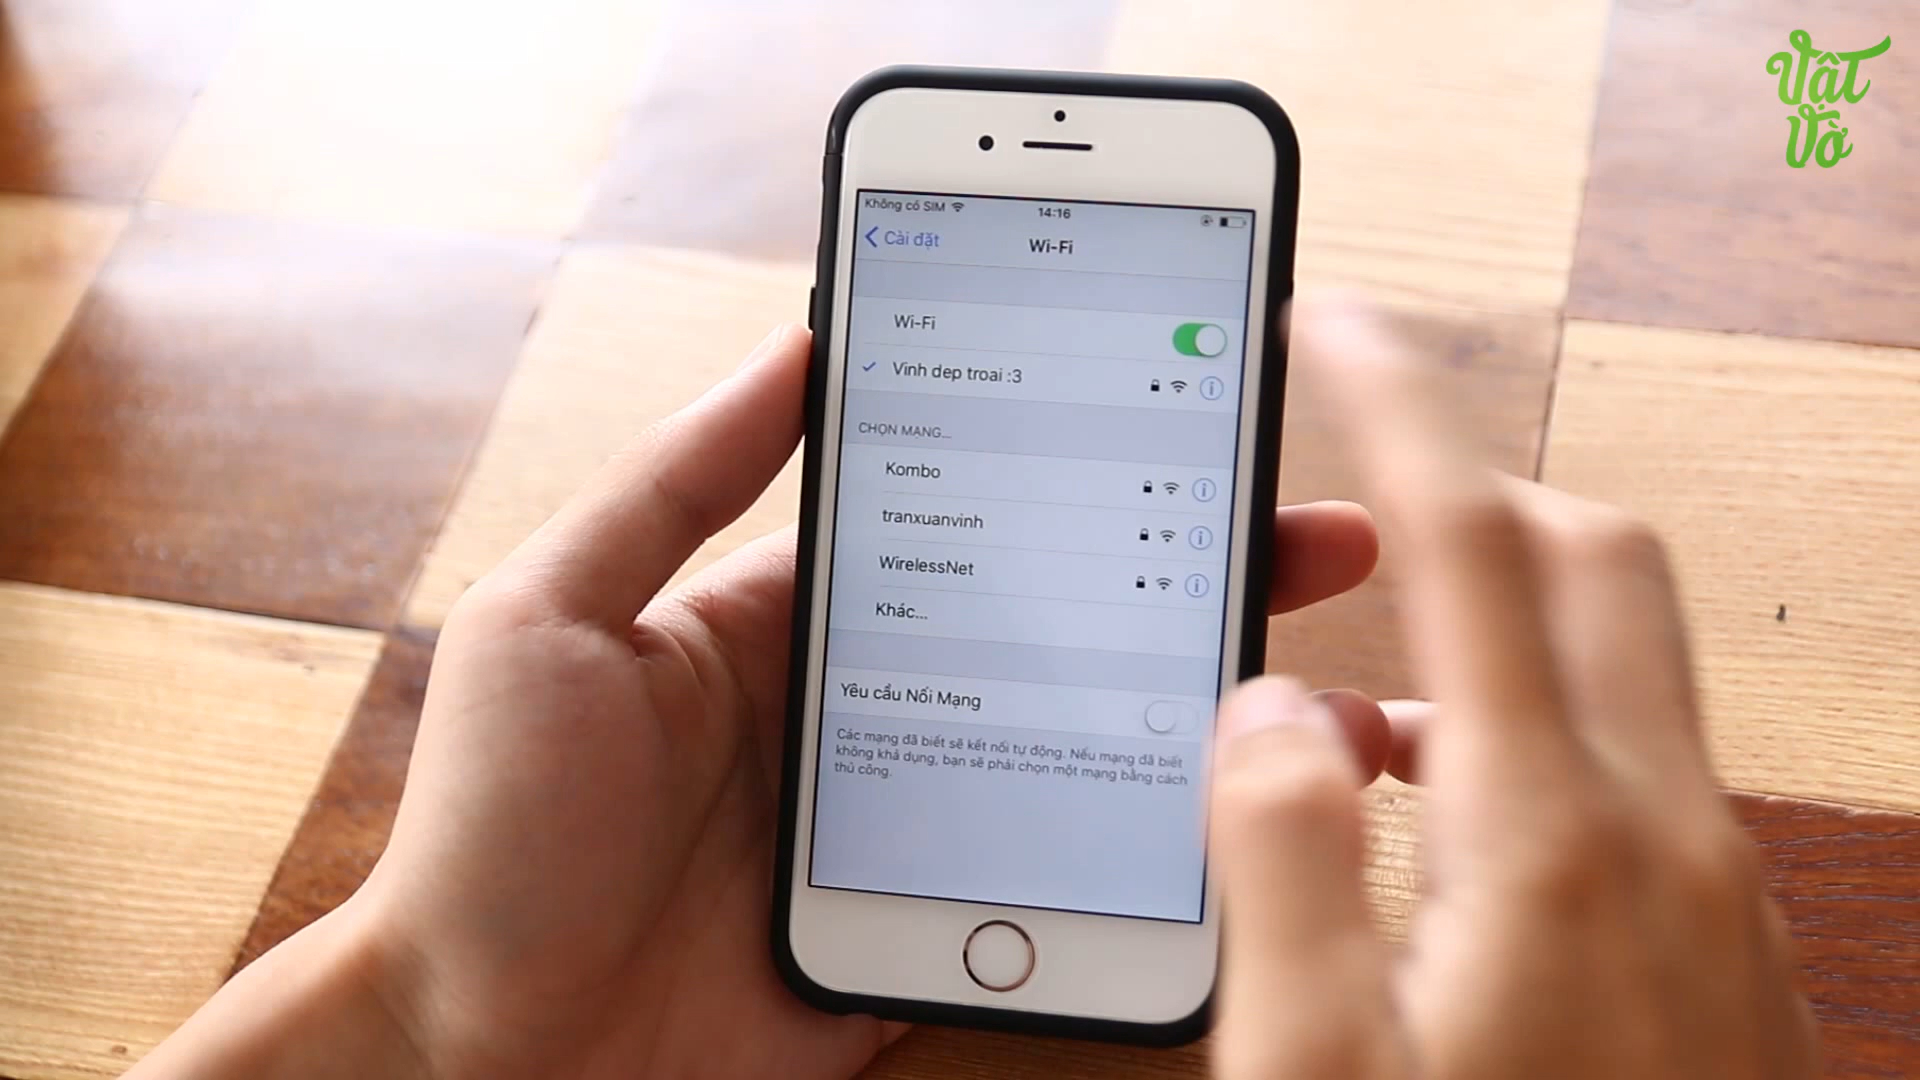 Vật
Vờ
Không có SIM
14:16
Cài đặt
Wi-Fi
Wi-Fi
Vinh dep troai :3
CHỌN MẠNG...
Kombo
tranxuanvinh
WirelessNet
Khác...
Yêu cầu Nối Mạng
Các mạng đã biết sẽ kết nối tự động. Nếu mạng đã biết
không khả dụng, bạn sẽ phải chọn một mạng bằng cách
thủ công.